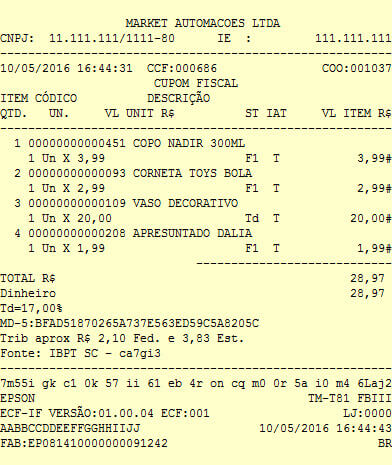 MARKET AUTOMACOES LTDA
CNPJ: 11.111.111/1111-80 IE : 111.111.111
10/05/2016 16:44:31 CCF:000686 COO:001037
CUPOM FISCAL
ITEM CÓDICO DESCRIÇÃO
QTD. UN. VL UNIT R$ ST IAT VL ITEM R$
1 00000000000451 COPO NADIR 300ML
1 Un X 3,99 F1 T 3,99#
2 00000000000093 CORNETA TOYS BOLA
1 Un X 2,99 F1 T 2,99#
3 00000000000109 VASO DECORATIVO
1 Un X 20,00 Td T 20,00#
4 00000000000208 APRESUNTADO DALIA
1 Un X 1,99 F1 T 1,99#
TOTAL R$ 28,97
Dinheiro 28,97
Td=17,00%
MD-5:BFAD51870265A737E563ED59C5A8205C
Trib aprox R$ 2,10 Fed. e 3,83 Est.
Fonte: IBPT SC - ca7gi3
7m55i gk c1 0k 57 ii 61 eb 4r on cq m0 0r 5a i0 m4 6Laj2
EPSON TM-T81 FBIII
ECF-IF VERSÃO:01.00.04 ECF:001 LJ:0000
AABBCCDDEEFFGGHHIIJJ 10/05/2016 16:44:43
FAB:EP081410000000091242 BR